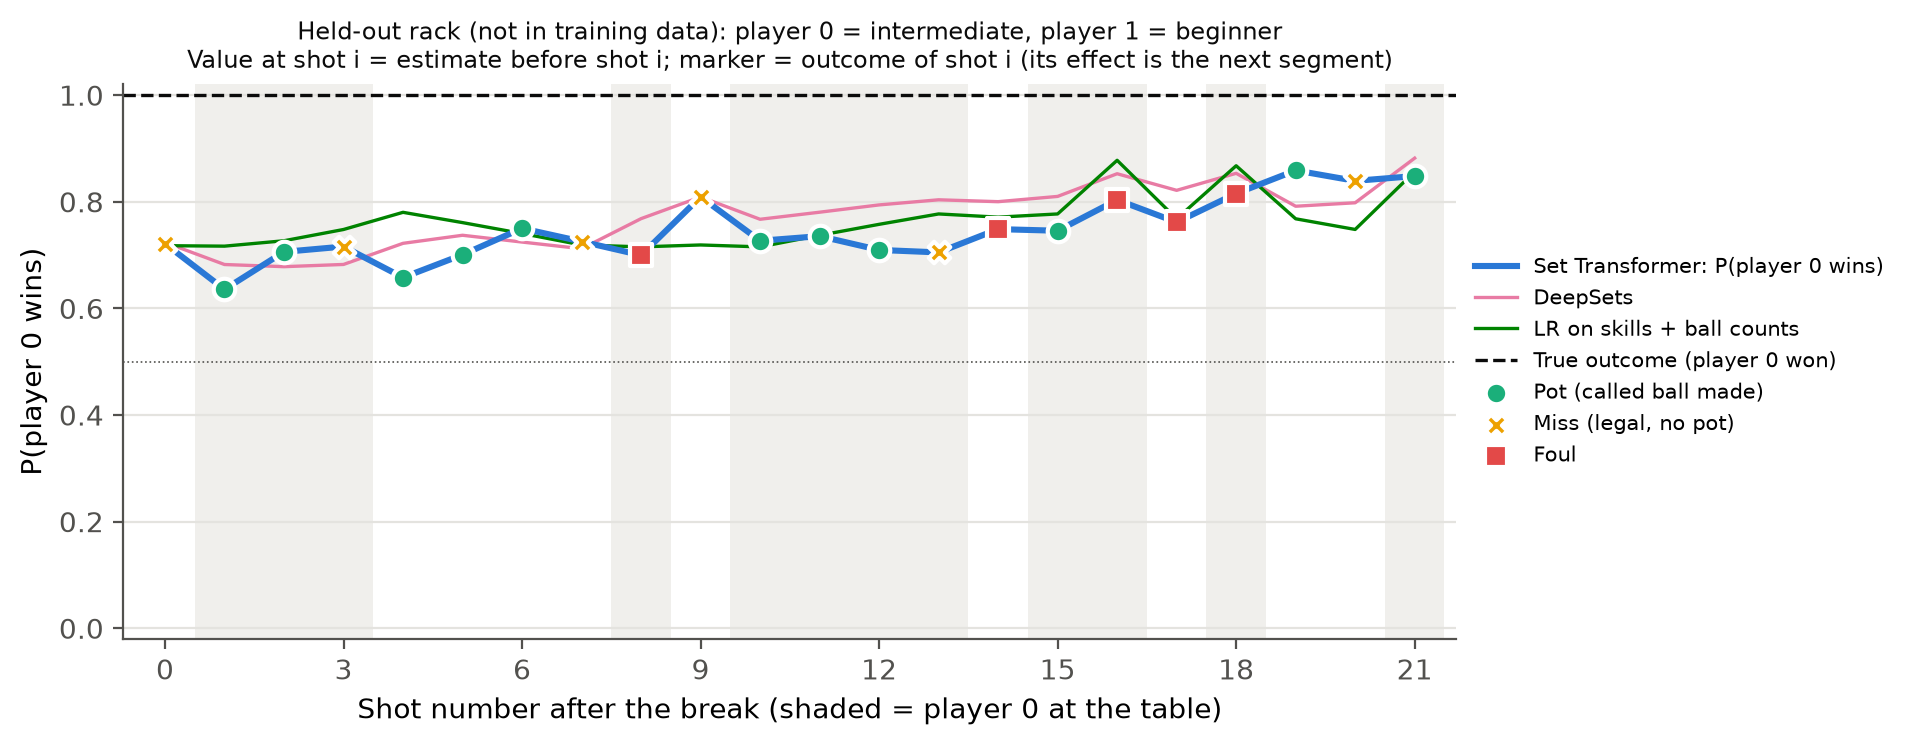 Held-out rack (not in training data): player 0 = intermediate, player 1 = beginner
Value at shot i = estimate before shot i; marker = outcome of shot i (its effect is the next segment)
P(player 0 wins)
1.0
0.8
0.6
0.4
0.2
0.0
0 3 6 9 12 15 18 21
Shot number after the break (shaded = player 0 at the table)
Set Transformer: P(player 0 wins)
DeepSets
LR on skills + ball counts
True outcome (player 0 won)
Pot (called ball made)
Miss (legal, no pot)
Foul